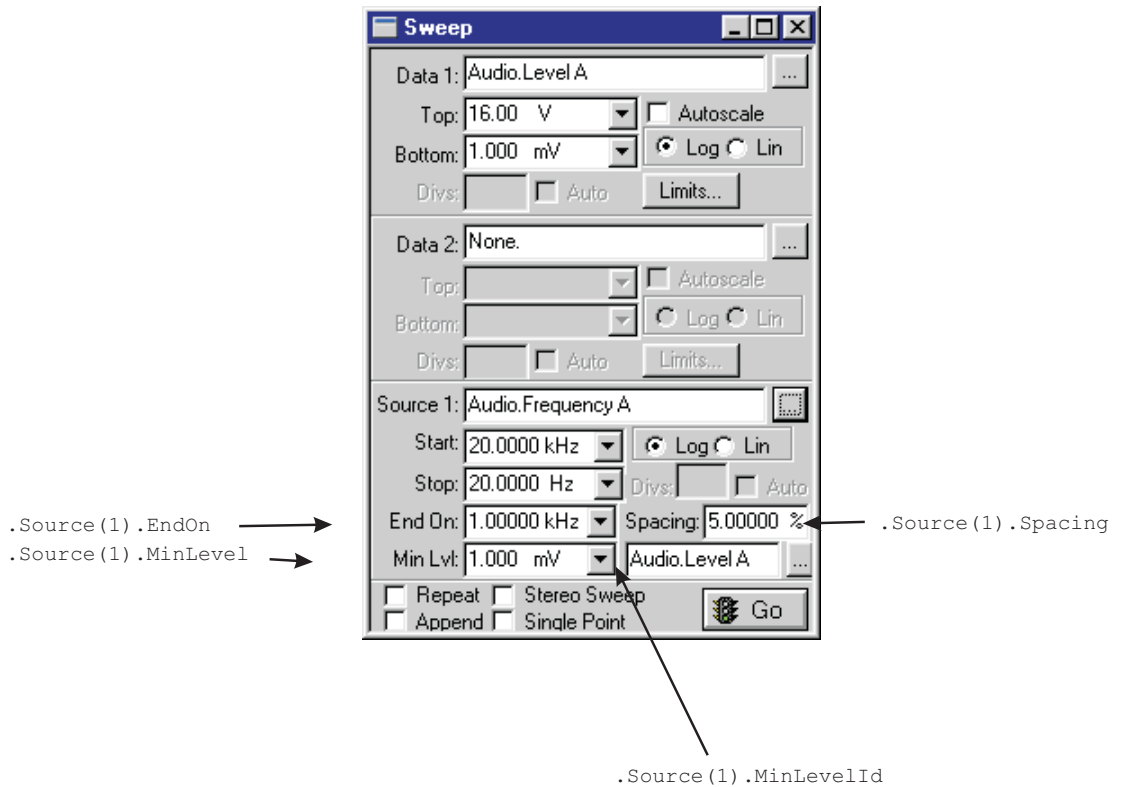 Sweep
Data 1: Audio.Level A ...
Top: 16.00 V Autoscale
Bottom: 1.000 mV Log Lin
Divs: Auto Limits...
Data 2: None. ...
Top: Autoscale
Bottom: Log Lin
Divs: Auto Limits...
Source 1: Audio.Frequency A ...
Start: 20.0000 kHz Log Lin
Stop: 20.0000 Hz Divs: Auto
.Source(1).EndOn End On: 1.00000 kHz Spacing: 5.00000 % .Source(1).Spacing
.Source(1).MinLevel Min Lvl: 1.000 mV Audio.Level A ...
Repeat Stereo Sweep
Append Single Point Go
.Source(1).MinLevelId